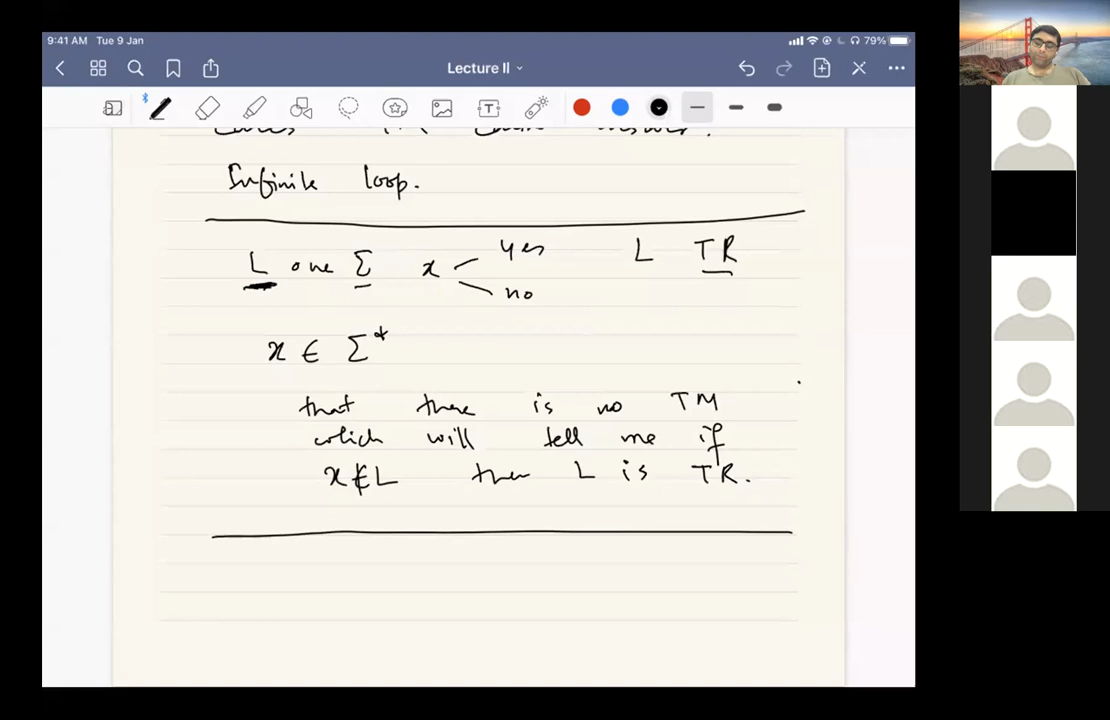 9:41 AM Tue 9 Jan
79%
Lecture II
T
Infinite loop.
L one Σ x yes L TR
no
x ∈ Σ*
that there is no TM
which will tell me if
x ∉ L then L is TR.